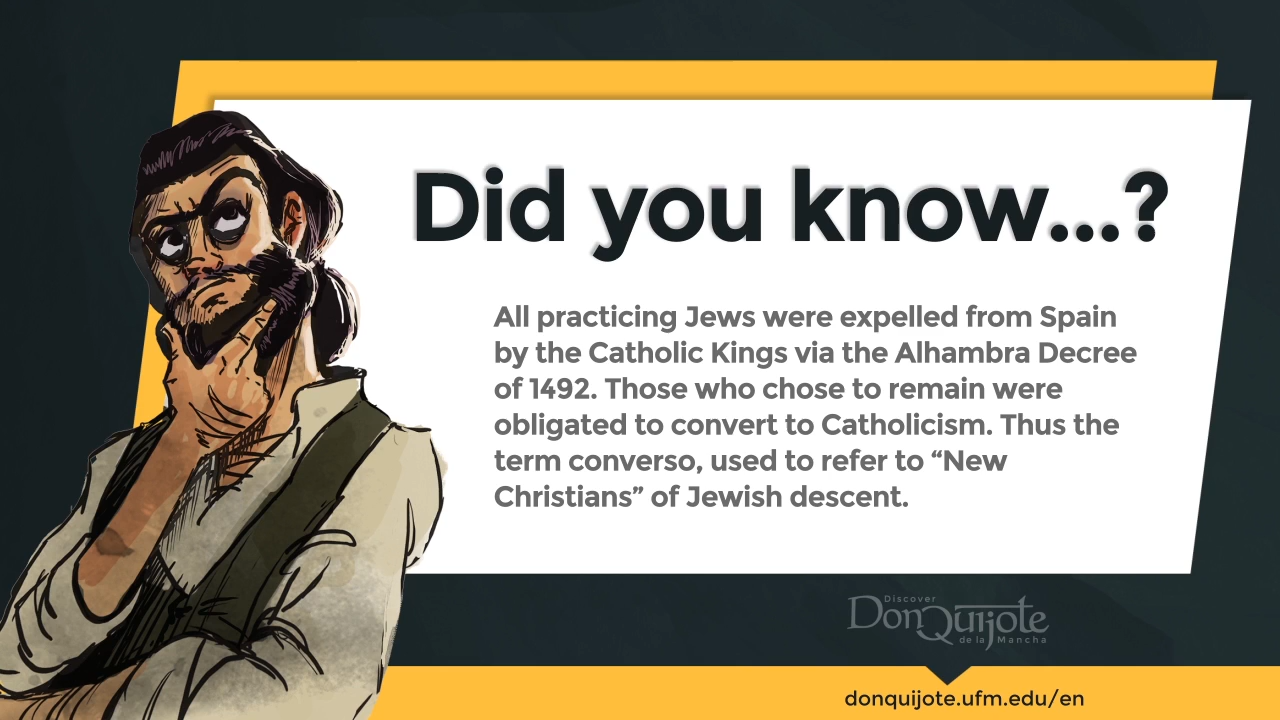 Did you know...?
All practicing Jews were expelled from Spain
by the Catholic Kings via the Alhambra Decree
of 1492. Those who chose to remain were
obligated to convert to Catholicism. Thus the
term converso, used to refer to “New
Christians” of Jewish descent.
Discover
DonQuijote
de la Mancha
donquijote.ufm.edu/en